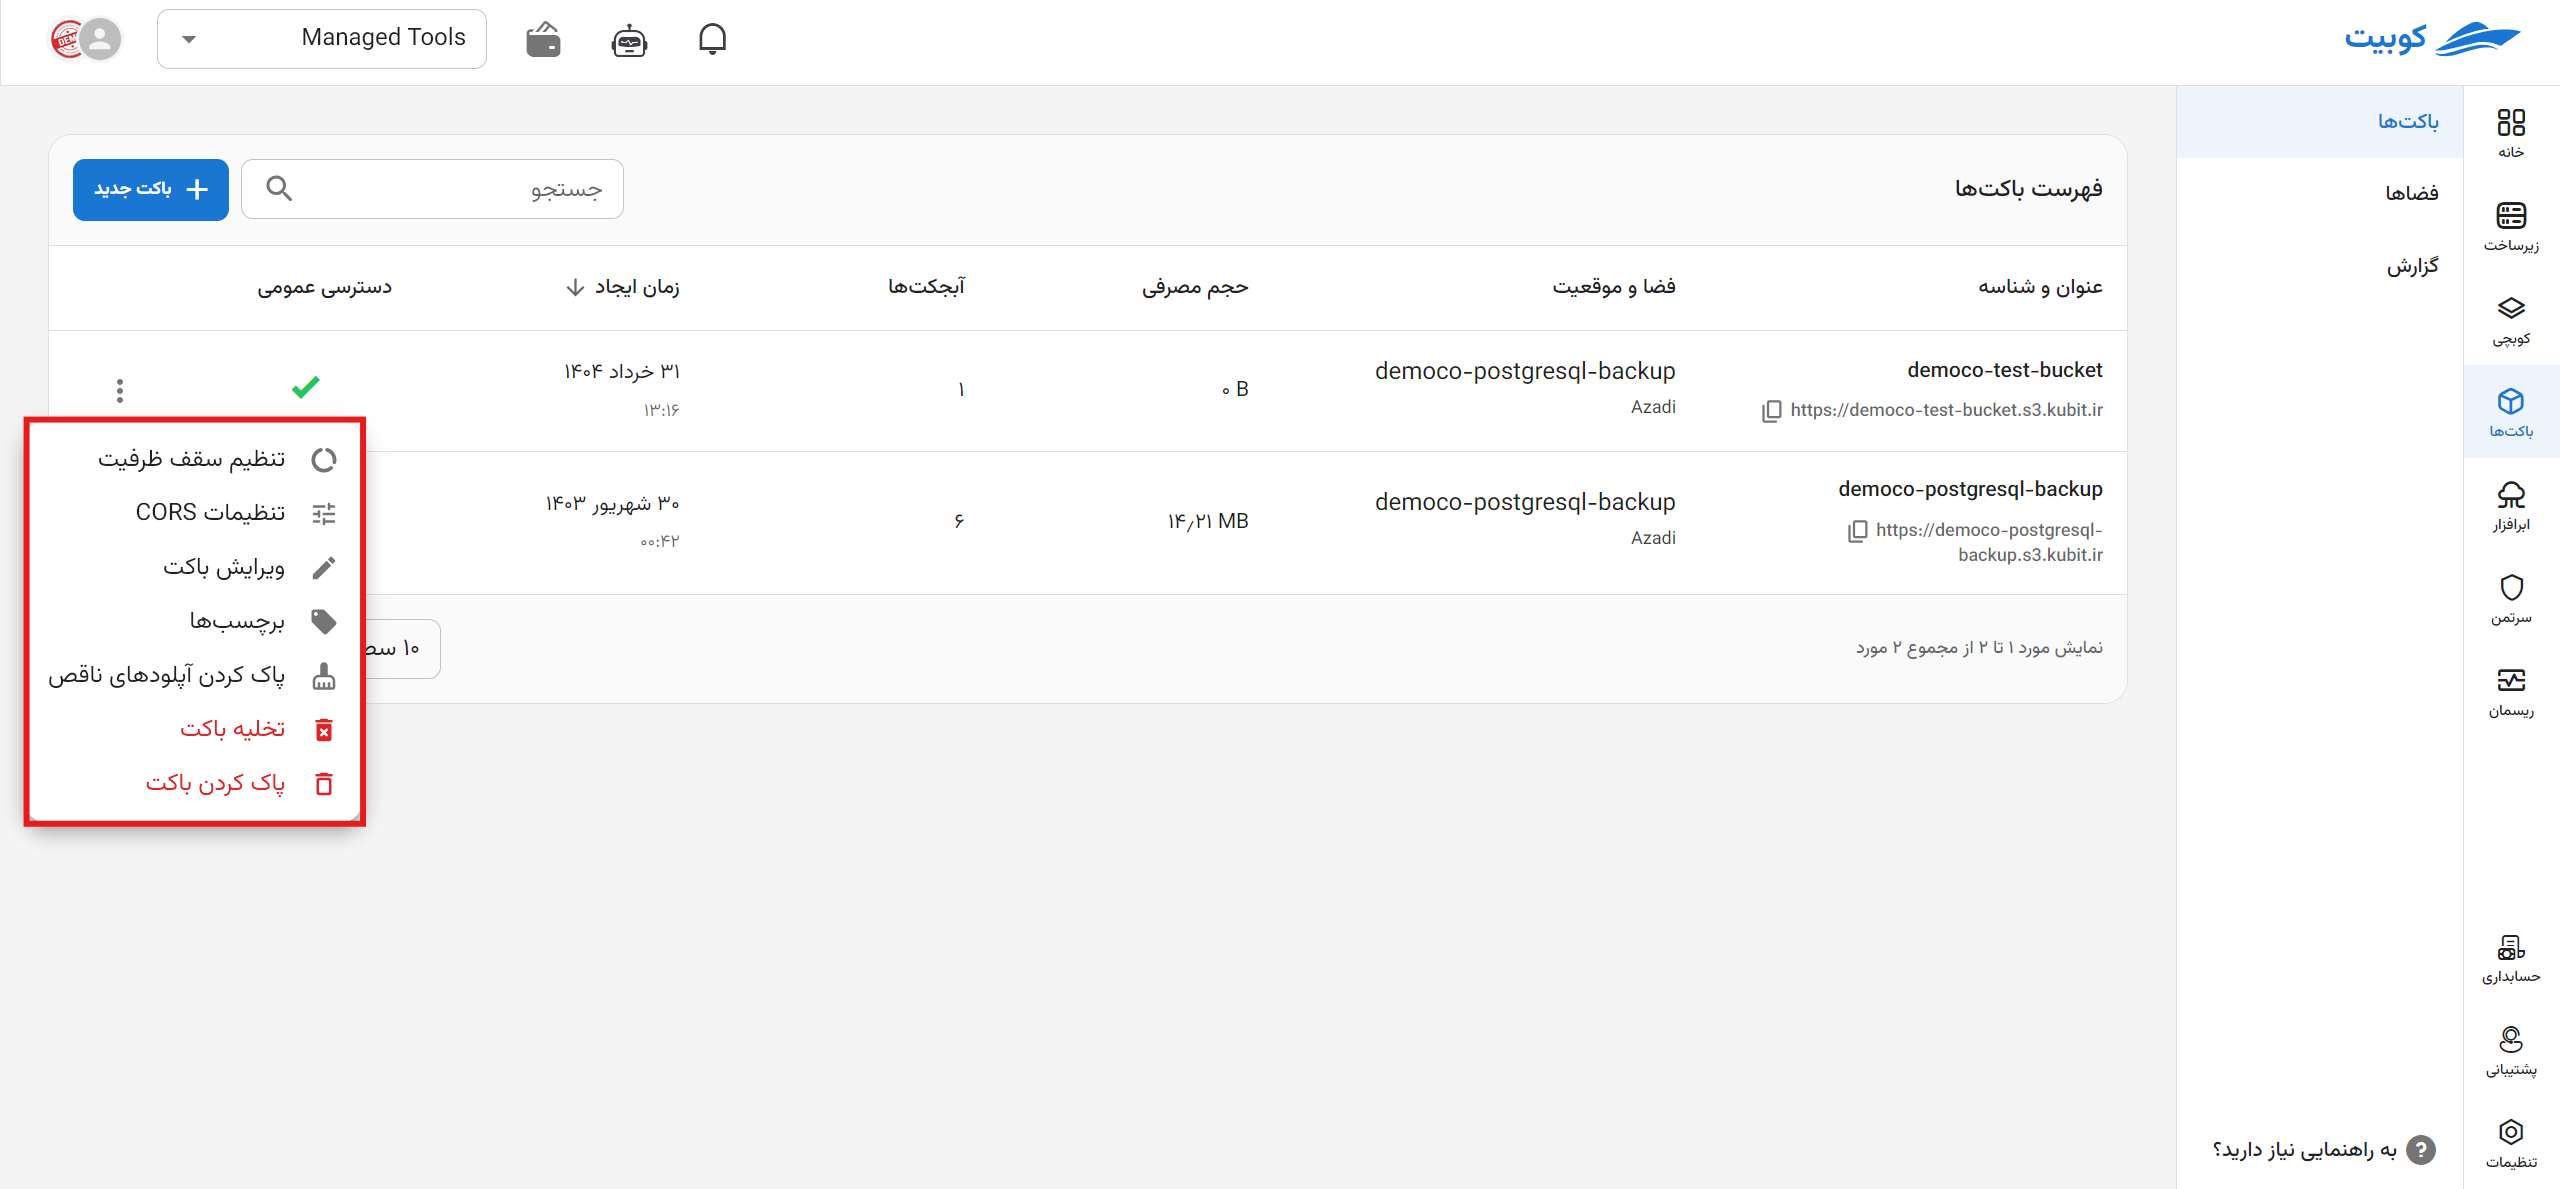 کوبیت
Managed Tools
DEM
خانه
زیرساخت
کوبچی
باکت‌ها
ابرافزار
سرتمن
ریسمان
حسابداری
پشتیبانی
تنظیمات
باکت‌ها
فضاها
گزارش
به راهنمایی نیاز دارید؟
فهرست باکت‌ها
جستجو
باکت جدید
عنوان و شناسه
فضا و موقعیت
حجم مصرفی
آبجکت‌ها
زمان ایجاد
دسترسی عمومی
democo-test-bucket
https://democo-test-bucket.s3.kubit.ir
democo-postgresql-backup
Azadi
۰ B
۱
۳۱ خرداد ۱۴۰۴
۱۳:۱۶
democo-postgresql-backup
https://democo-postgresql-
backup.s3.kubit.ir
democo-postgresql-backup
Azadi
۱۴٫۲۱ MB
۶
۳۰ شهریور ۱۴۰۳
۰۰:۴۲
نمایش مورد ۱ تا ۲ از مجموع ۲ مورد
۱۰ سط
تنظیم سقف ظرفیت
تنظیمات CORS
ویرایش باکت
برچسب‌ها
پاک کردن آپلودهای ناقص
تخلیه باکت
پاک کردن باکت